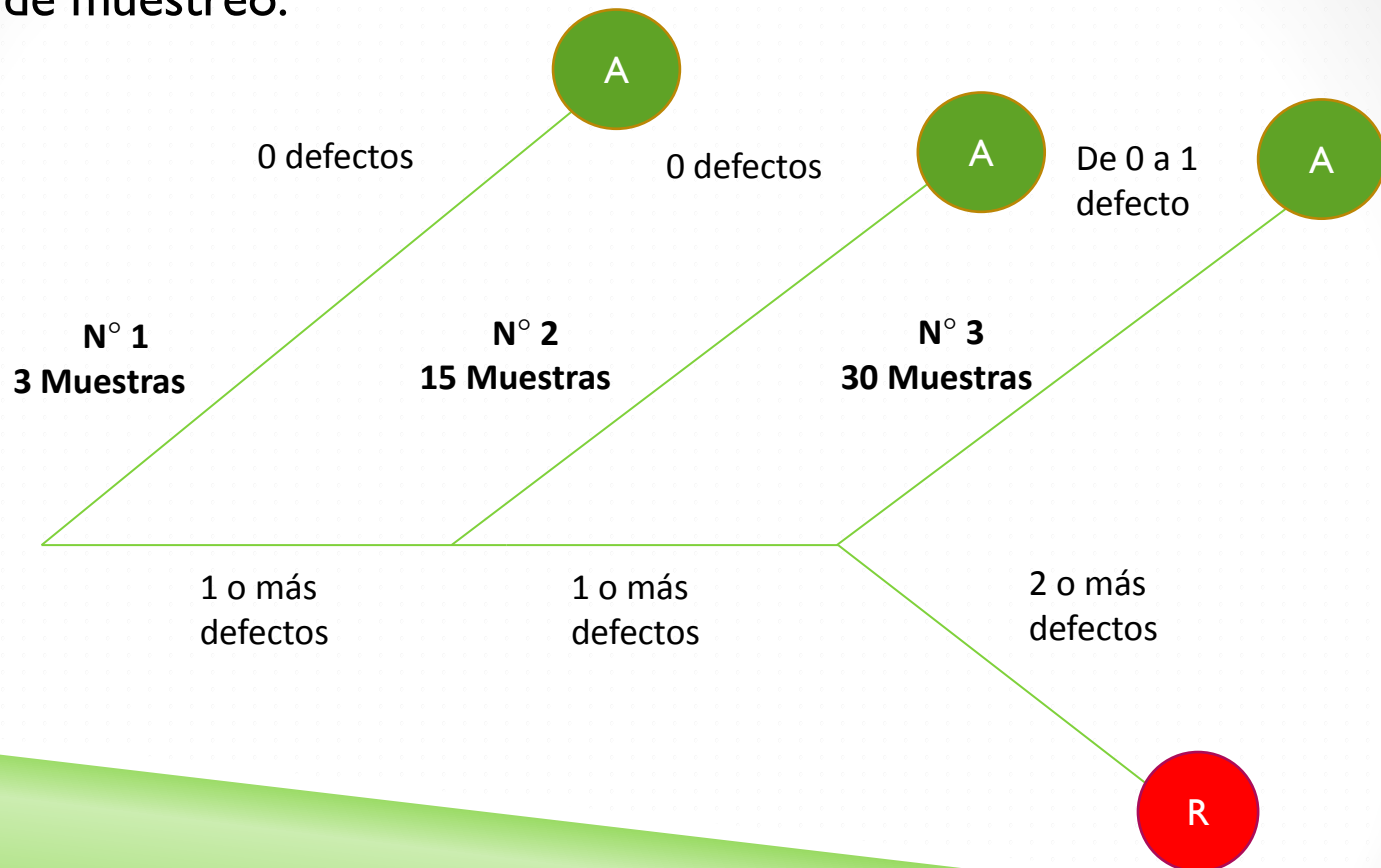 de muestreo.
A
0 defectos
0 defectos
A
De 0 a 1
defecto
A
N° 1
3 Muestras
N° 2
15 Muestras
N° 3
30 Muestras
1 o más
defectos
1 o más
defectos
2 o más
defectos
R